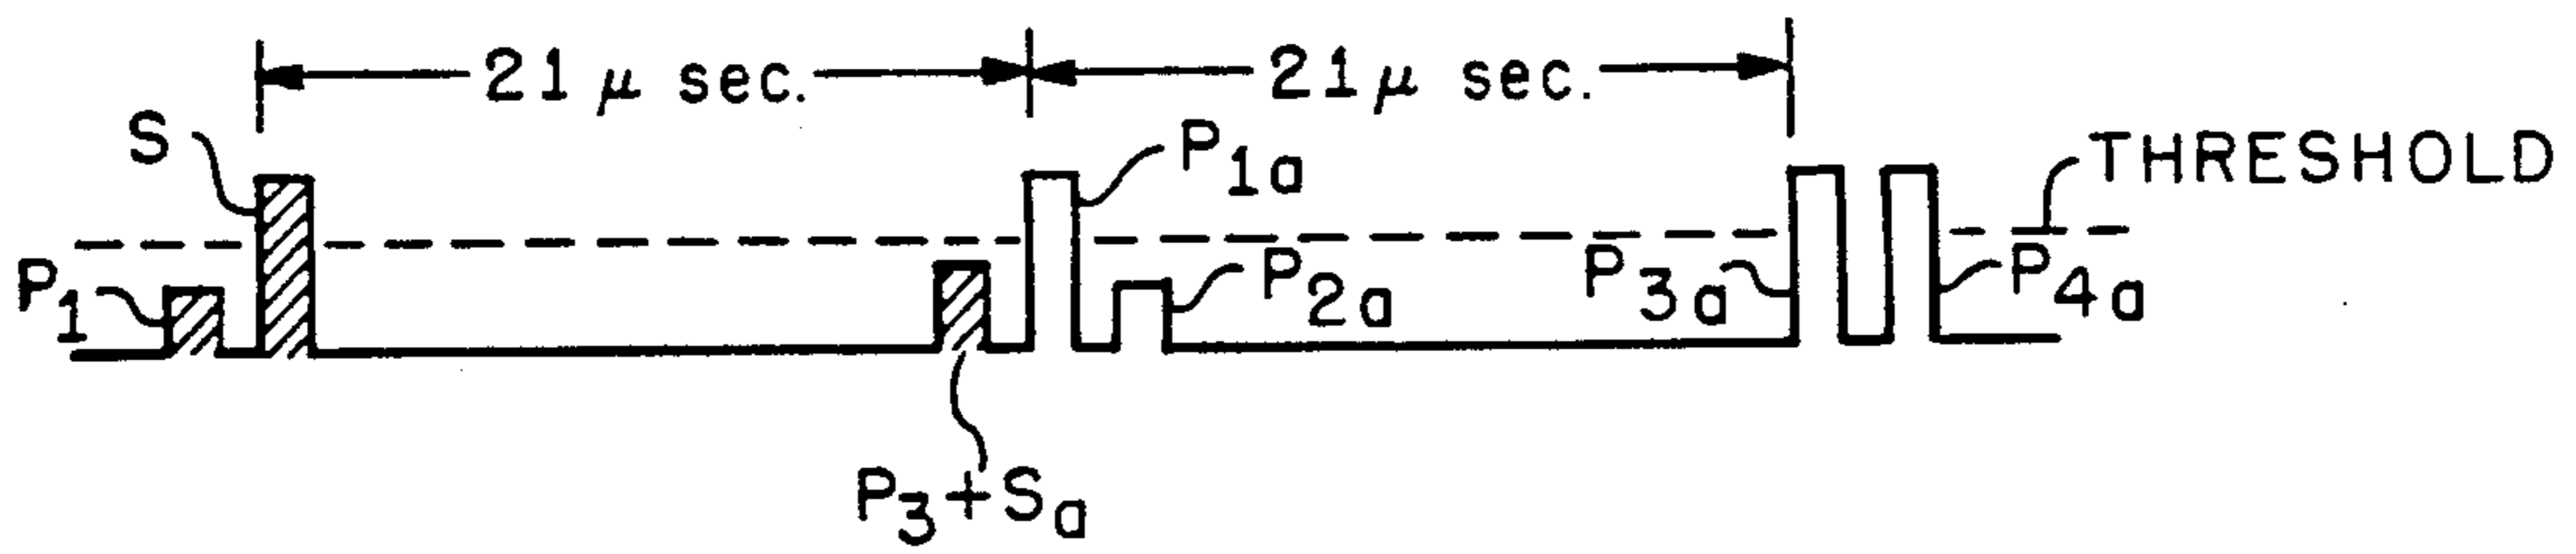 21 μ sec. 21 μ sec.
S
P1a
THRESHOLD
P1
P2a
P3a
P4a
P3+Sa